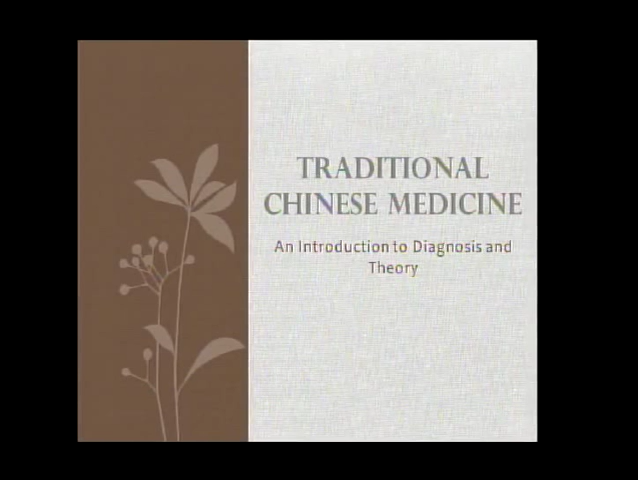 TRADITIONAL
CHINESE MEDICINE
An Introduction to Diagnosis and
Theory